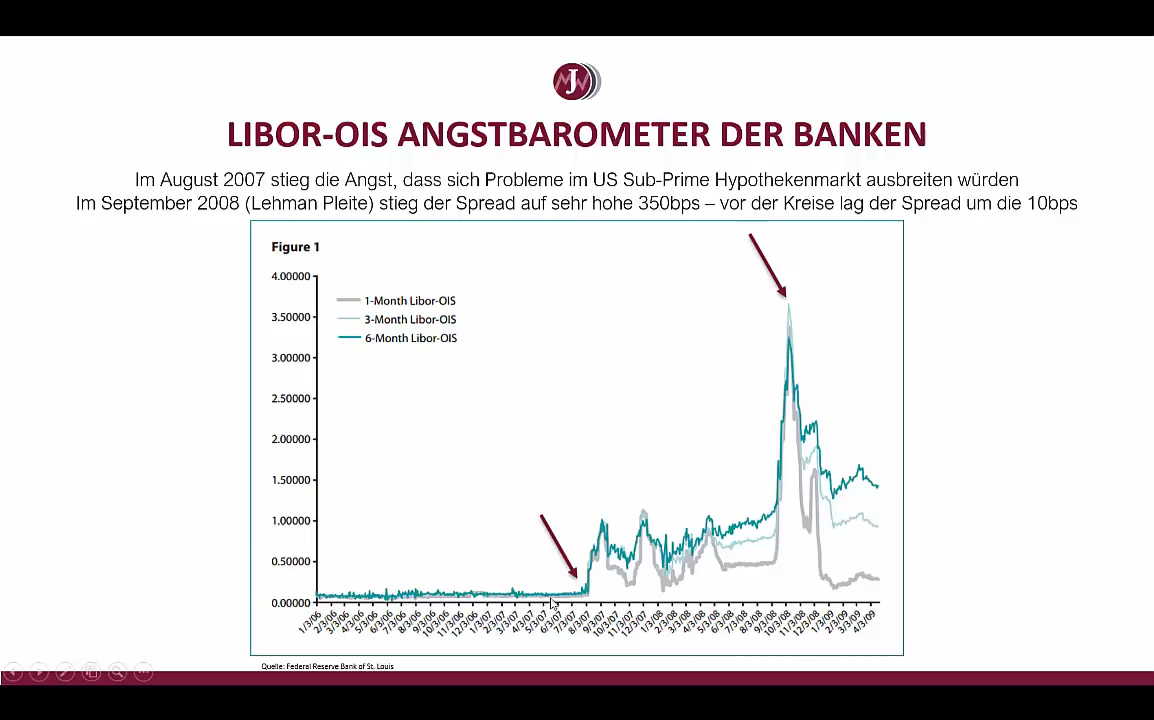 J
LIBOR-OIS ANGSTBAROMETER DER BANKEN
Im August 2007 stieg die Angst, dass sich Probleme im US Sub-Prime Hypothekenmarkt ausbreiten würden
Im September 2008 (Lehman Pleite) stieg der Spread auf sehr hohe 350bps – vor der Kreise lag der Spread um die 10bps
Figure 1
4.00000
3.50000
3.00000
2.50000
2.00000
1.50000
1.00000
0.50000
0.00000
1-Month Libor-OIS
3-Month Libor-OIS
6-Month Libor-OIS
1/3/06 2/3/06 3/3/06 4/3/06 5/3/06 6/3/06 7/3/06 8/3/06 9/3/06 10/3/06 11/3/06 12/3/06 1/3/07 2/3/07 3/3/07 4/3/07 5/3/07 6/3/07 7/3/07 8/3/07 9/3/07 10/3/07 11/3/07 12/3/07 1/3/08 2/3/08 3/3/08 4/3/08 5/3/08 6/3/08 7/3/08 8/3/08 9/3/08 10/3/08 11/3/08 12/3/08 1/3/09 2/3/09 3/3/09 4/3/09
Quelle: Federal Reserve Bank of St. Louis